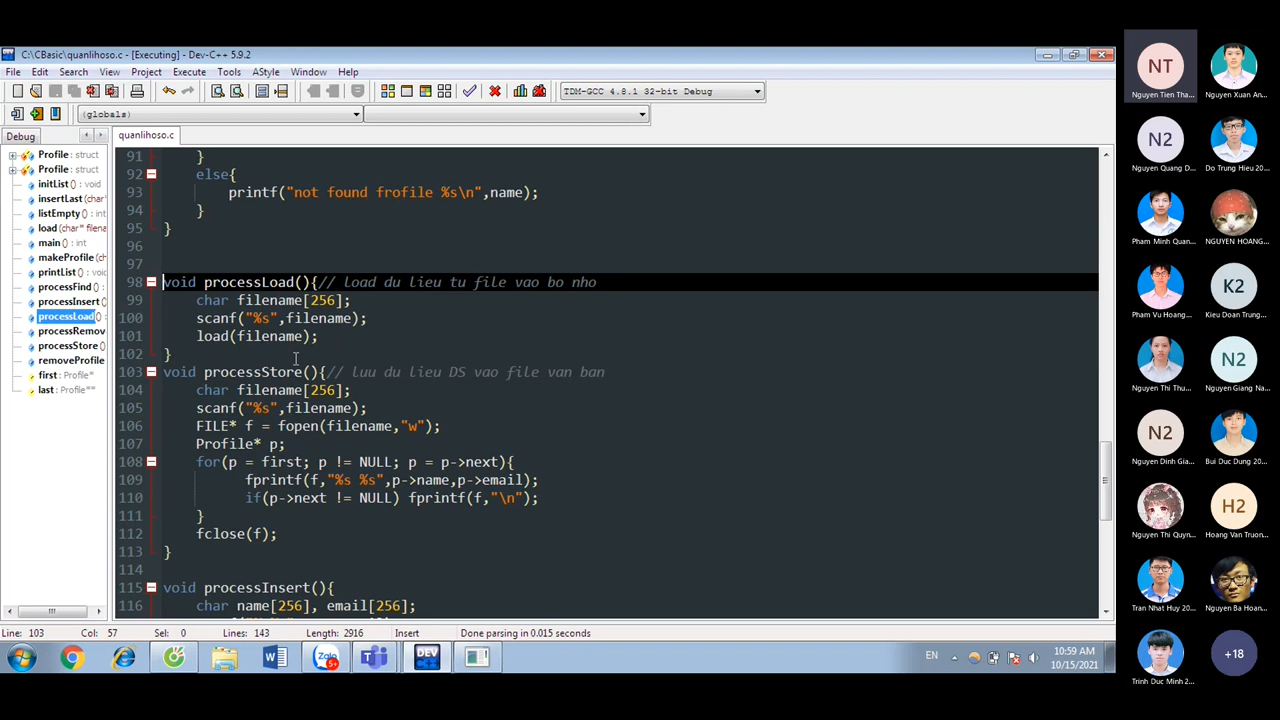 C:\CBasic\quanlihoso.c - [Executing] - Dev-C++ 5.9.2
File Edit Search View Project Execute Tools AStyle Window Help
TDM-GCC 4.8.1 32-bit Debug
(globals)
Debug
quanlihoso.c
Profile : struct
Profile : struct
initList () : void
insertLast (char*
listEmpty () : int
load (char* filena
main () : int
makeProfile (char
printList () : void
processFind ()
processInsert ()
processLoad ()
processRemov
processStore ()
removeProfile
first : Profile*
last : Profile**
91 }
92 else{
93 printf("not found frofile %s\n",name);
94 }
95 }
96
97
98 void processLoad(){// load du lieu tu file vao bo nho
99 char filename[256];
100 scanf("%s",filename);
101 load(filename);
102 }
103 void processStore(){// luu du lieu DS vao file van ban
104 char filename[256];
105 scanf("%s",filename);
106 FILE* f = fopen(filename,"w");
107 Profile* p;
108 for(p = first; p != NULL; p = p->next){
109 fprintf(f,"%s %s",p->name,p->email);
110 if(p->next != NULL) fprintf(f,"\n");
111 }
112 fclose(f);
113 }
115 void processInsert(){
116 char name[256], email[256];
Line: 103 Col: 57 Sel: 0 Lines: 143 Length: 2916 Insert Done parsing in 0.015 seconds
W Zalo 5+ DEV C++
EN 10:59 AM
10/15/2021
NT
Nguyen Tien Tha... Nguyen Xuan An...
N2
Nguyen Quang D... Do Trung Hieu 20...
Pham Minh Quan... NGUYEN HOANG...
K2
Pham Vu Hoang... Kieu Doan Trung...
N2
Nguyen Thi Thu... Nguyen Giang Na...
N2
Nguyen Dinh Gia... Bui Duc Dung 20...
H2
Nguyen Thi Quyn... Hoang Van Truon...
Tran Nhat Huy 20... Nguyen Ba Hoan...
+18
Trinh Duc Minh 2...